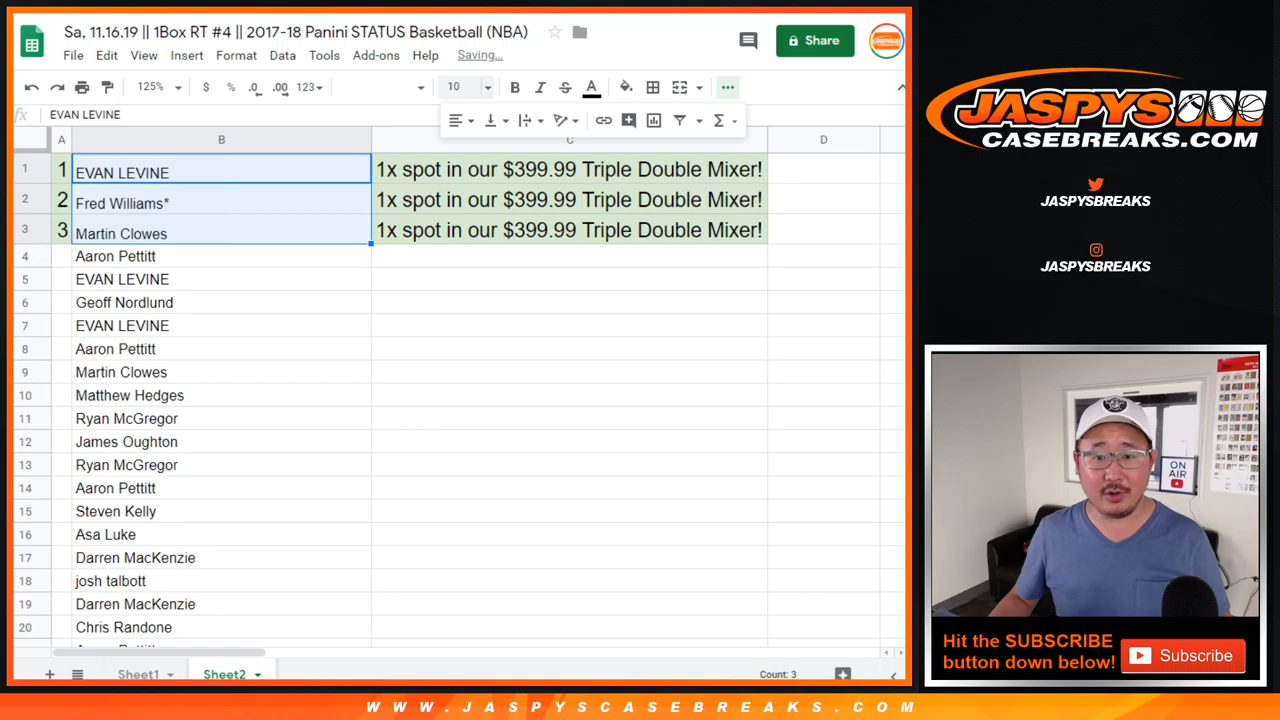 Sa, 11.16.19 || 1Box RT #4 || 2017-18 Panini STATUS Basketball (NBA)
File Edit View Insert Format Data Tools Add-ons Help Saving...
Share
125% $ % .0 .00 123 10 B I S A
fx EVAN LEVINE
A B C D
1 1 EVAN LEVINE 1x spot in our $399.99 Triple Double Mixer!
2 2 Fred Williams* 1x spot in our $399.99 Triple Double Mixer!
3 3 Martin Clowes 1x spot in our $399.99 Triple Double Mixer!
4 Aaron Pettitt
5 EVAN LEVINE
6 Geoff Nordlund
7 EVAN LEVINE
8 Aaron Pettitt
9 Martin Clowes
10 Matthew Hedges
11 Ryan McGregor
12 James Oughton
13 Ryan McGregor
14 Aaron Pettitt
15 Steven Kelly
16 Asa Luke
17 Darren MacKenzie
18 josh talbott
19 Darren MacKenzie
20 Chris Randone
Sheet1 Sheet2 Count: 3
JASPYS
CASEBREAKS.COM
JASPYSBREAKS
JASPYSBREAKS
ON
AIR
Hit the SUBSCRIBE
button down below!
Subscribe
WWW.JASPYSCASEBREAKS.COM